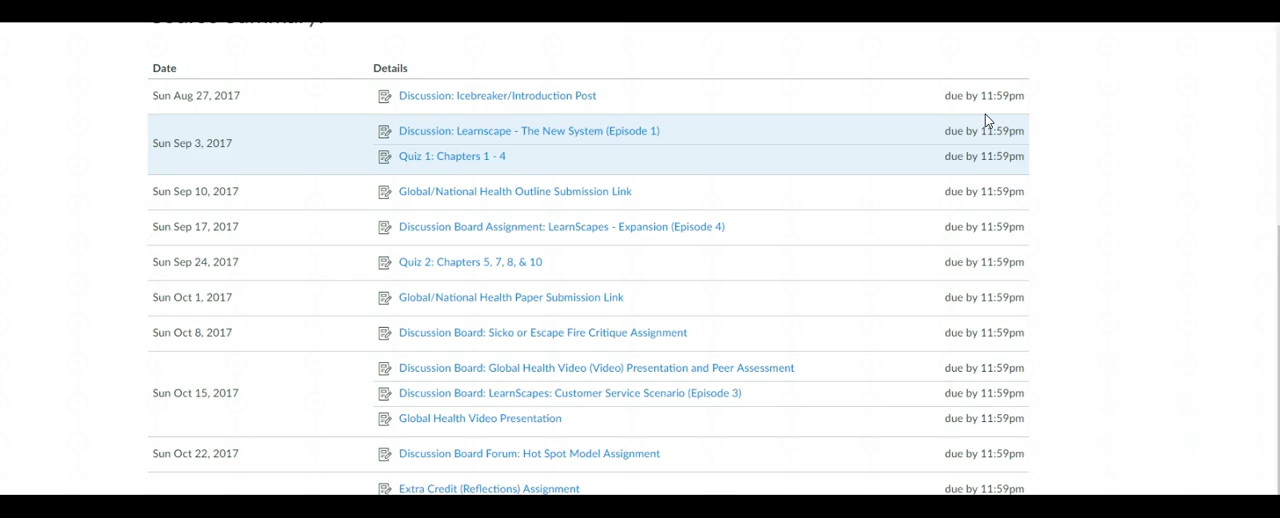 Date Details
Sun Aug 27, 2017 Discussion: Icebreaker/Introduction Post due by 11:59pm
Discussion: Learnscape - The New System (Episode 1) due by 11:59pm
Sun Sep 3, 2017
Quiz 1: Chapters 1 - 4 due by 11:59pm
Sun Sep 10, 2017 Global/National Health Outline Submission Link due by 11:59pm
Sun Sep 17, 2017 Discussion Board Assignment: LearnScapes - Expansion (Episode 4) due by 11:59pm
Sun Sep 24, 2017 Quiz 2: Chapters 5, 7, 8, & 10 due by 11:59pm
Sun Oct 1, 2017 Global/National Health Paper Submission Link due by 11:59pm
Sun Oct 8, 2017 Discussion Board: Sicko or Escape Fire Critique Assignment due by 11:59pm
Discussion Board: Global Health Video (Video) Presentation and Peer Assessment due by 11:59pm
Sun Oct 15, 2017 Discussion Board: LearnScapes: Customer Service Scenario (Episode 3) due by 11:59pm
Global Health Video Presentation due by 11:59pm
Sun Oct 22, 2017 Discussion Board Forum: Hot Spot Model Assignment due by 11:59pm
Extra Credit (Reflections) Assignment due by 11:59pm